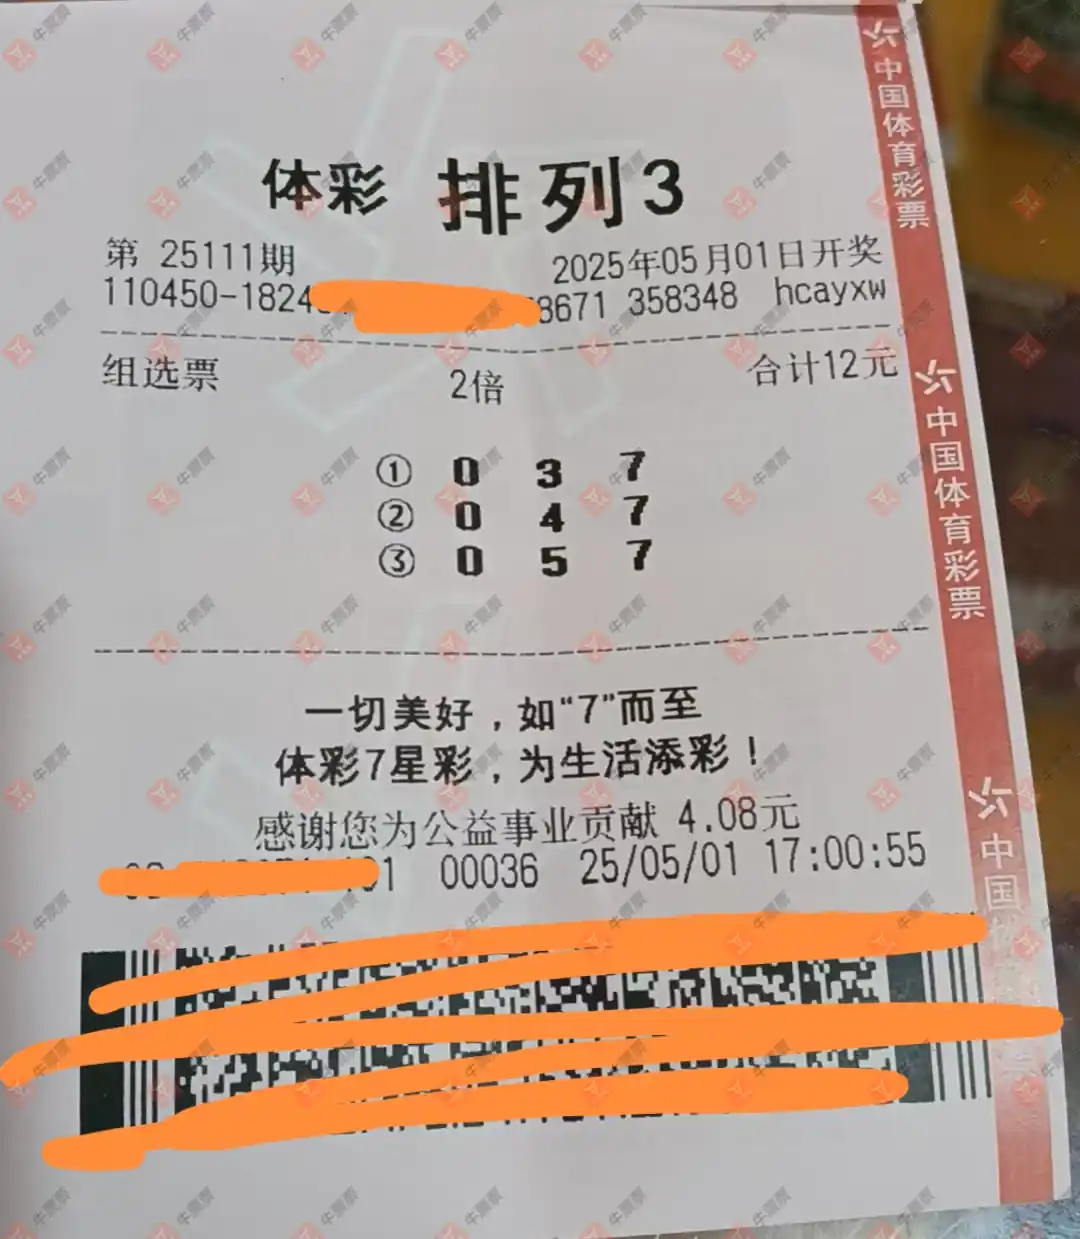 体彩 排列3
第 25111期 2025年05月01日开奖
110450-1824 8671 358348 hcayxw
组选票 2倍 合计12元
① 0 3 7
② 0 4 7
③ 0 5 7
一切美好，如“7”而至
体彩7星彩，为生活添彩！
感谢您为公益事业贡献 4.08元
01 00036 25/05/01 17:00:55
中国体育彩票
中国体育彩票
中国
牛票票